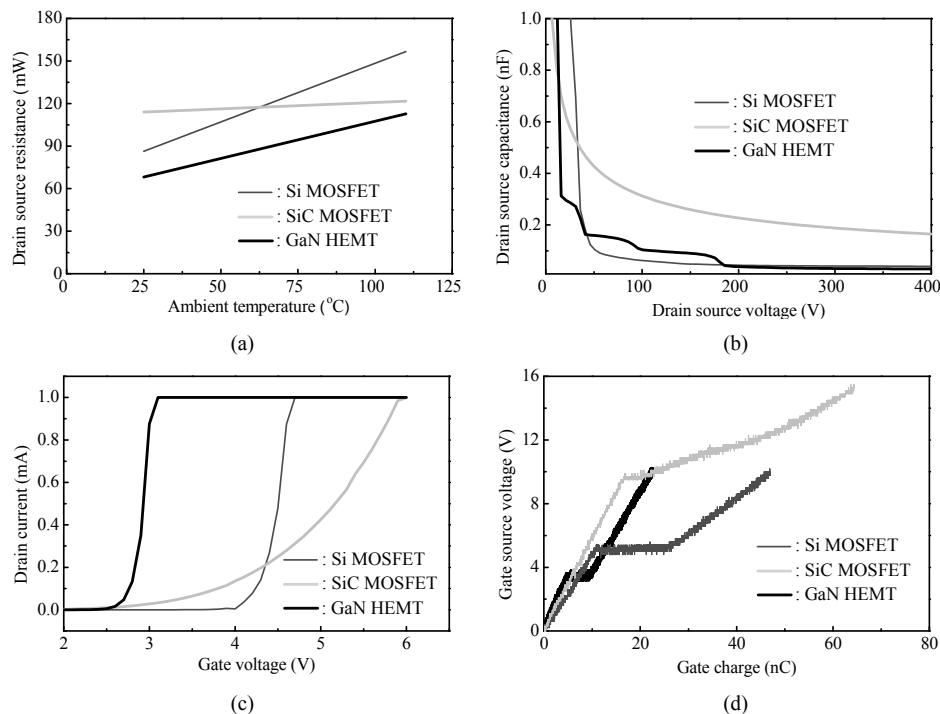 180
150
120
90
60
30
0
Drain source resistance (mW)
: Si MOSFET
: SiC MOSFET
: GaN HEMT
0 25 50 75 100 125
Ambient temperature (°C)
(a)
1.0
0.8
0.6
0.4
0.2
Drain source capacitance (nF)
: Si MOSFET
: SiC MOSFET
: GaN HEMT
0 100 200 300 400
Drain source voltage (V)
(b)
1.0
0.8
0.6
0.4
0.2
0.0
Drain current (mA)
: Si MOSFET
: SiC MOSFET
: GaN HEMT
2 3 4 5 6
Gate voltage (V)
(c)
16
12
8
4
0
Gate source voltage (V)
: Si MOSFET
: SiC MOSFET
: GaN HEMT
0 20 40 60 80
Gate charge (nC)
(d)